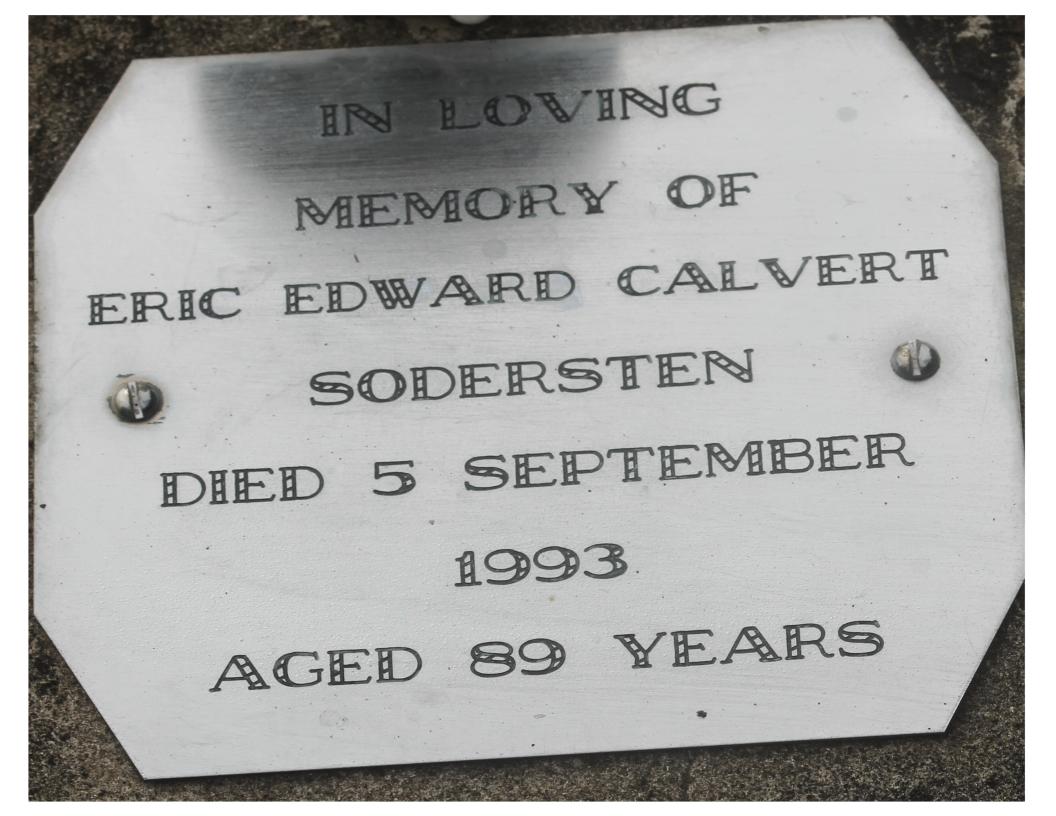 IN LOVING
MEMORY OF
ERIC EDWARD CALVERT
SODERSTEN
DIED 5 SEPTEMBER
1993
AGED 89 YEARS